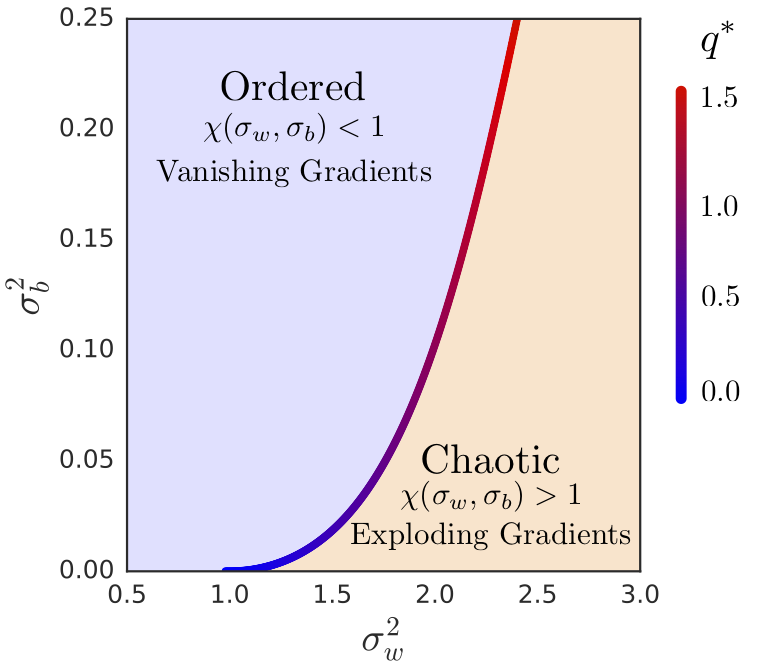 0.25
0.20
0.15
0.10
0.05
0.00
σ_b^2
Ordered
χ(σ_w, σ_b) < 1
Vanishing Gradients
Chaotic
χ(σ_w, σ_b) > 1
Exploding Gradients
0.5 1.0 1.5 2.0 2.5 3.0
σ_w^2
q*
1.5
1.0
0.5
0.0